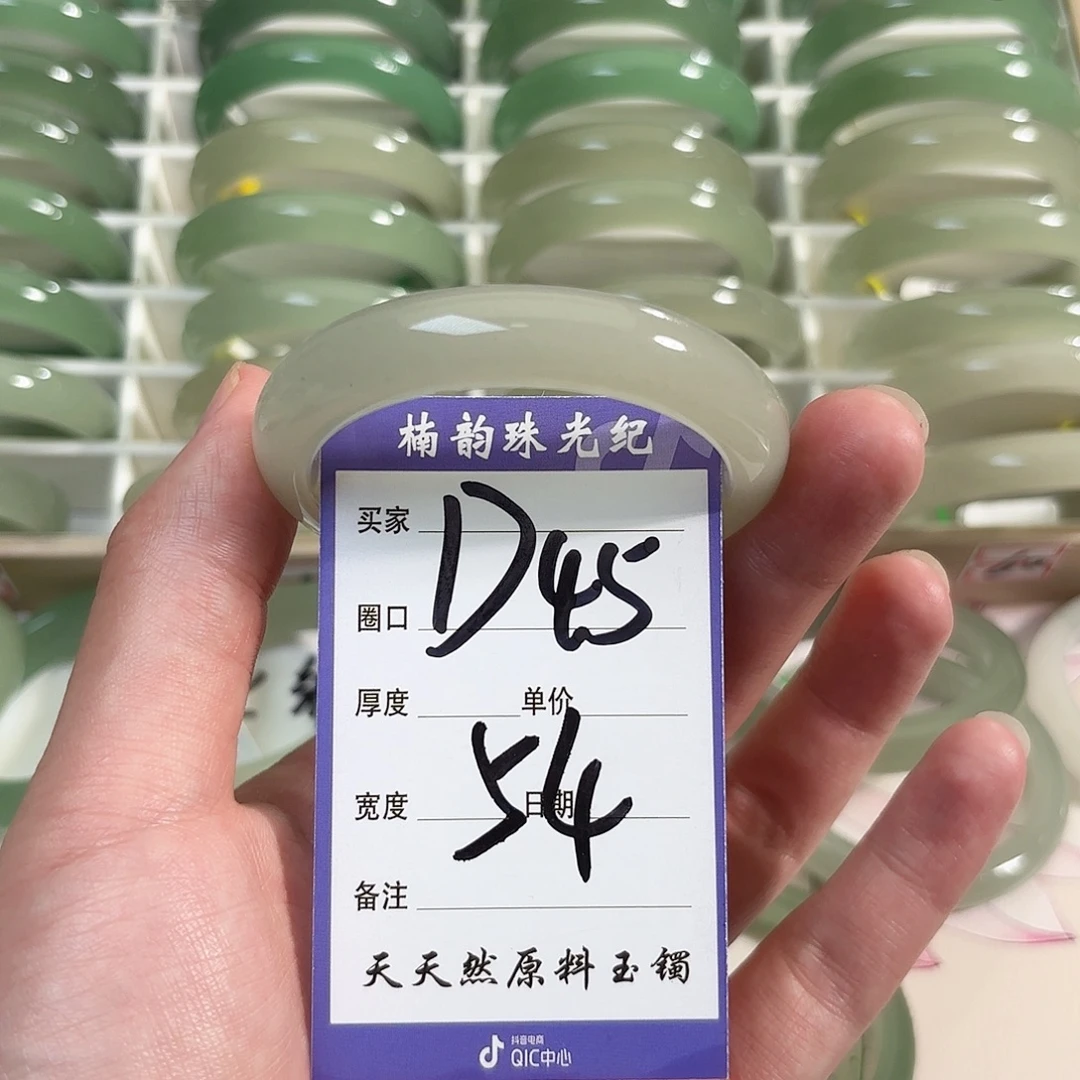 楠韵珠光纪
买家
D45
圈口
厚度 单价
54
宽度 日期
备注
天天然原料玉镯
抖音电商
QIC中心